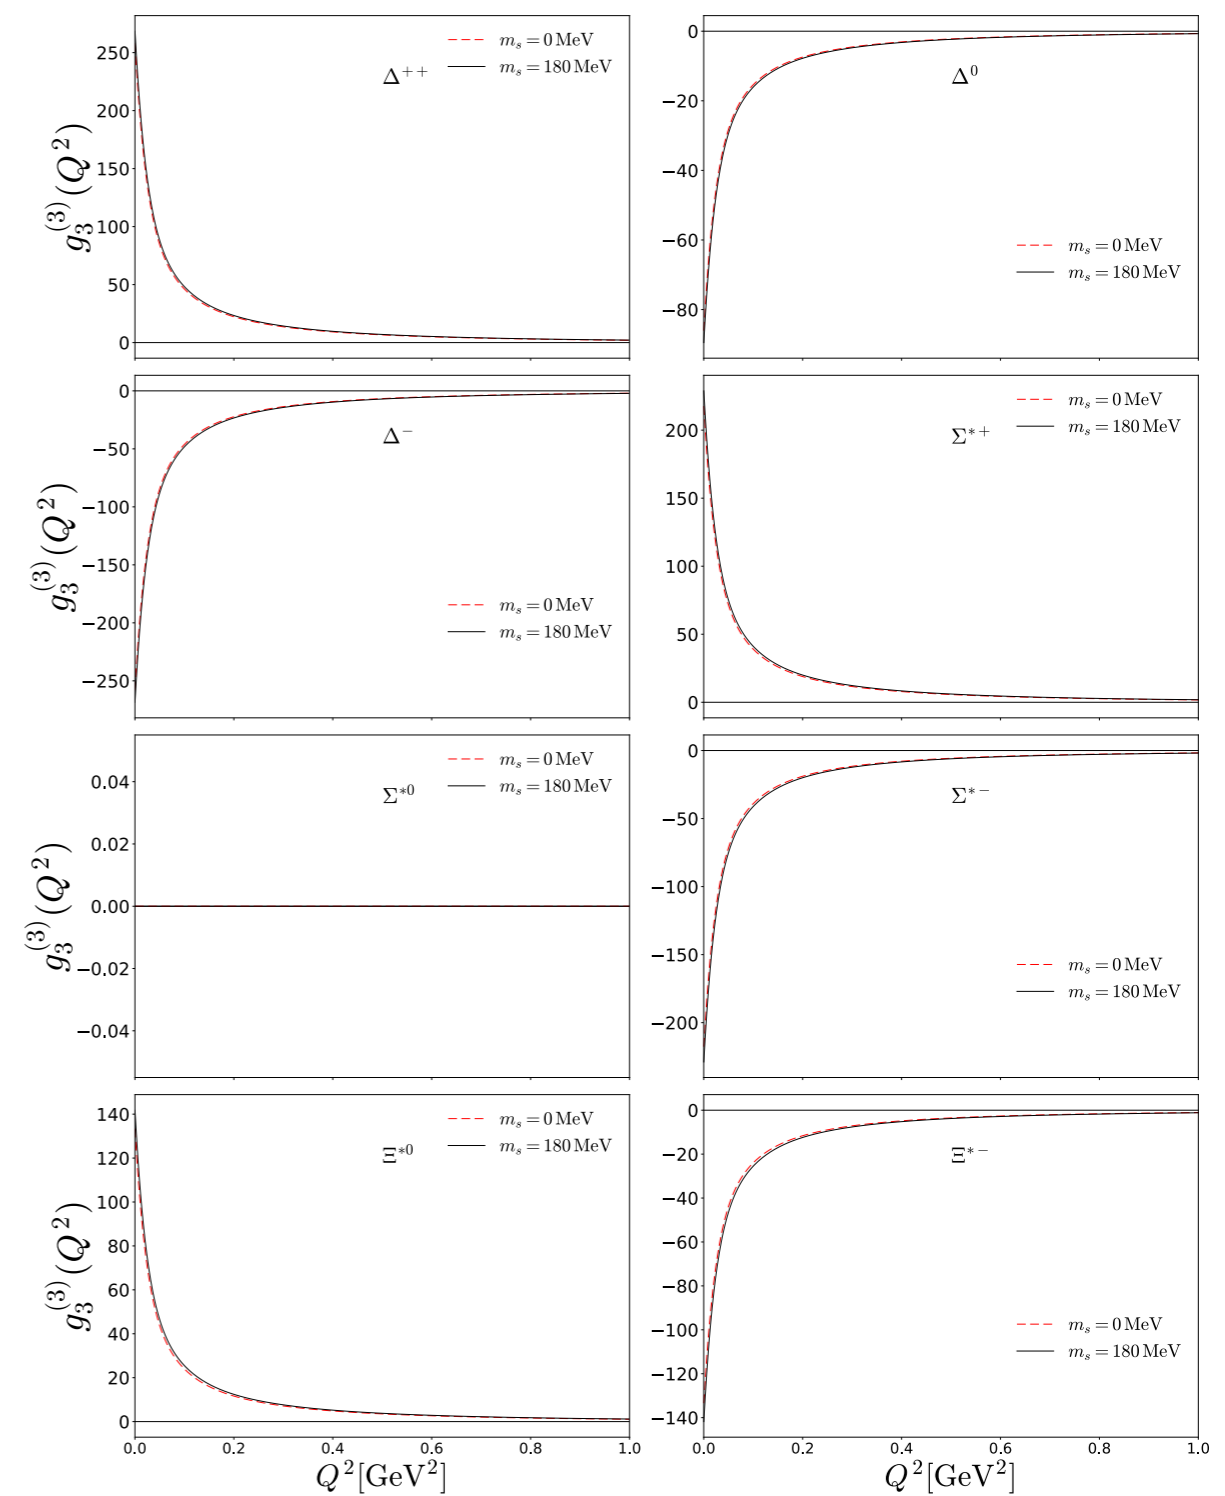 m_s = 0 MeV
m_s = 180 MeV
Δ^{++}
g_3^{(3)}(Q^2)
250
200
150
100
50
0
m_s = 0 MeV
m_s = 180 MeV
Δ^0
0
−20
−40
−60
−80
m_s = 0 MeV
m_s = 180 MeV
Δ^−
g_3^{(3)}(Q^2)
0
−50
−100
−150
−200
−250
m_s = 0 MeV
m_s = 180 MeV
Σ^{*+}
200
150
100
50
0
m_s = 0 MeV
m_s = 180 MeV
Σ^{*0}
g_3^{(3)}(Q^2)
0.04
0.02
0.00
−0.02
−0.04
m_s = 0 MeV
m_s = 180 MeV
Σ^{*−}
0
−50
−100
−150
−200
m_s = 0 MeV
m_s = 180 MeV
Ξ^{*0}
g_3^{(3)}(Q^2)
140
120
100
80
60
40
20
0
0.0 0.2 0.4 0.6 0.8 1.0
Q^2[GeV^2]
m_s = 0 MeV
m_s = 180 MeV
Ξ^{*−}
0
−20
−40
−60
−80
−100
−120
−140
0.0 0.2 0.4 0.6 0.8 1.0
Q^2[GeV^2]